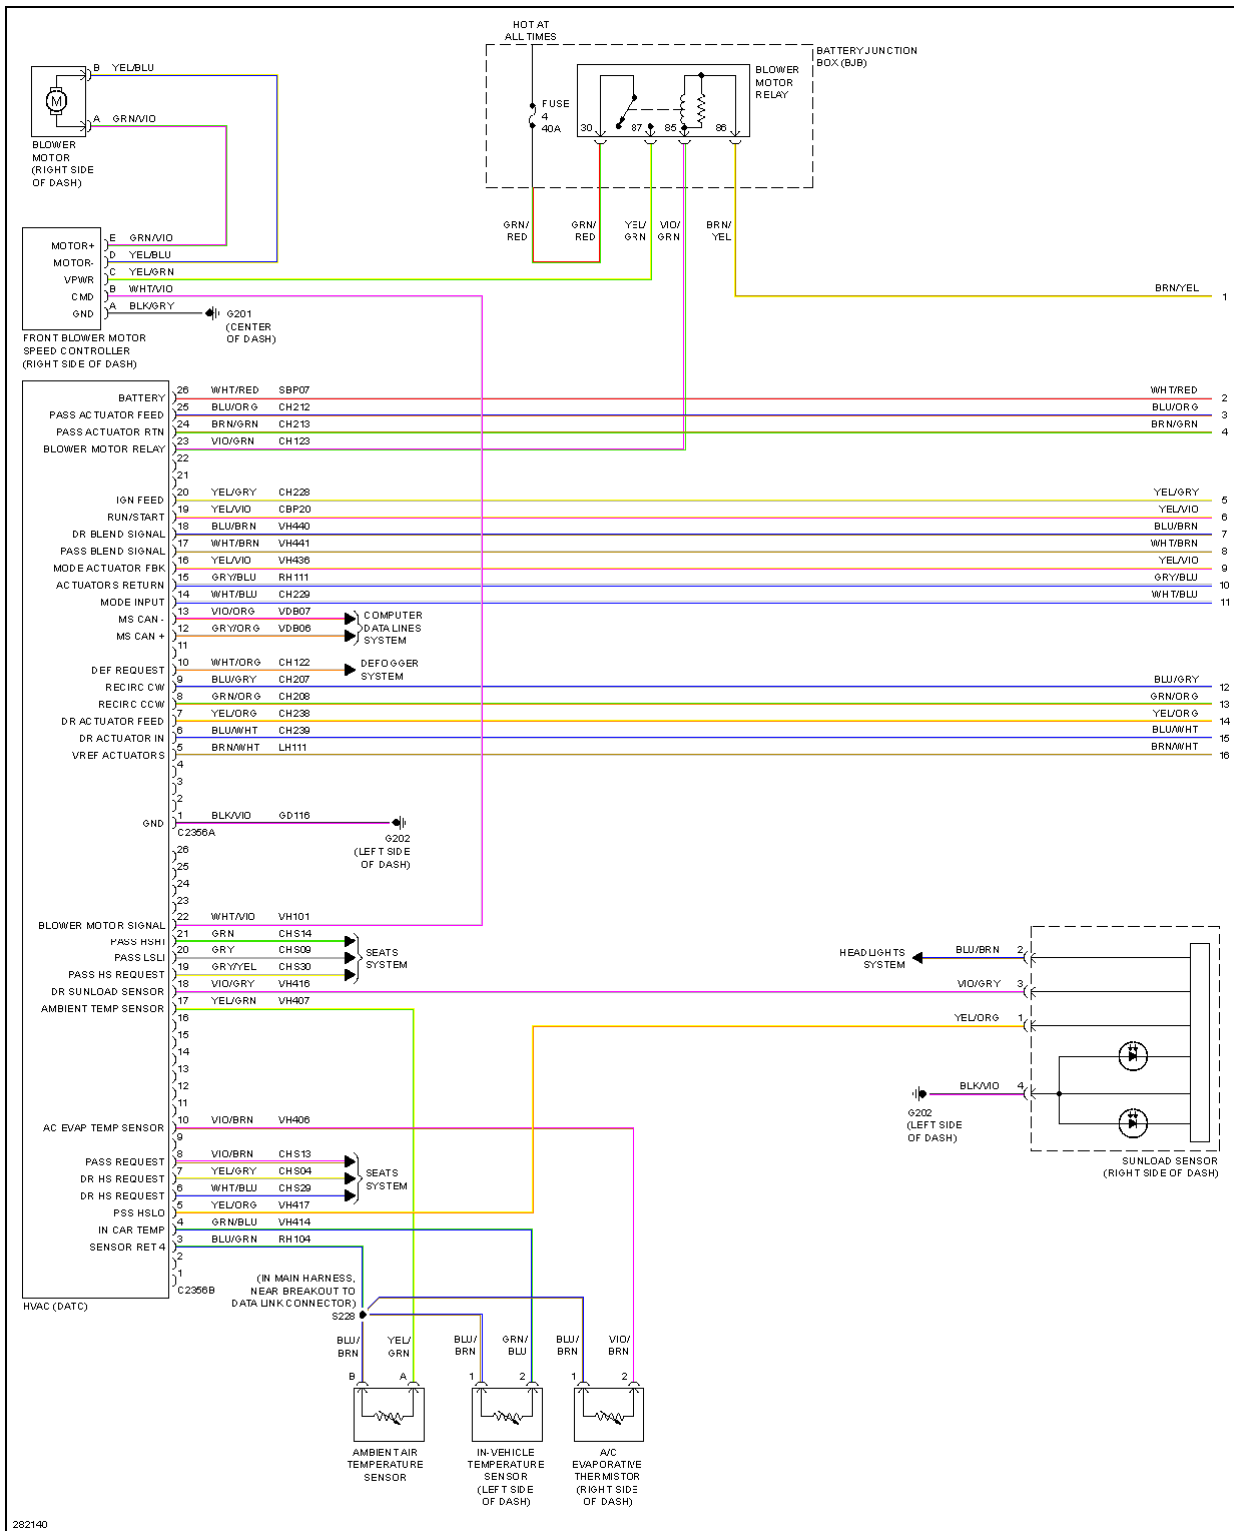 HOT AT
ALL TIMES
BATTERY JUNCTION
BOX (BJB)
BLOWER
MOTOR
RELAY
FUSE
4
40A
30 87 85 86
B YEL/BLU
M
A GRN/VIO
BLOWER
MOTOR
(RIGHT SIDE
OF DASH)
GRN/
RED
GRN/
RED
YEL/
GRN
VIO/
GRN
BRN/
YEL
MOTOR+ E GRN/VIO
MOTOR- D YEL/BLU
VPWR C YEL/GRN
CMD B WHT/VIO
GND A BLK/GRY
G201
(CENTER
OF DASH)
FRONT BLOWER MOTOR
SPEED CONTROLLER
(RIGHT SIDE OF DASH)
BRN/YEL 1
BATTERY 26 WHT/RED SBP07 WHT/RED 2
PASS ACTUATOR FEED 25 BLU/ORG CH212 BLU/ORG 3
PASS ACTUATOR RTN 24 BRN/GRN CH213 BRN/GRN 4
BLOWER MOTOR RELAY 23 VIO/GRN CH123
22
21
IGN FEED 20 YEL/GRY CH228 YEL/GRY 5
RUN/START 19 YEL/VIO CBP20 YEL/VIO 6
DR BLEND SIGNAL 18 BLU/BRN VH440 BLU/BRN 7
PASS BLEND SIGNAL 17 WHT/BRN VH441 WHT/BRN 8
MODE ACTUATOR FBK 16 YEL/VIO VH436 YEL/VIO 9
ACTUATORS RETURN 15 GRY/BLU RH111 GRY/BLU 10
MODE INPUT 14 WHT/BLU CH229 WHT/BLU 11
MS CAN - 13 VIO/ORG VDB07
MS CAN + 12 GRY/ORG VDB06
COMPUTER
DATA LINES
SYSTEM
11
DEF REQUEST 10 WHT/ORG CH122
DEFOGGER
SYSTEM
RECIRC CW 9 BLU/GRY CH207 BLU/GRY 12
RECIRC CCW 8 GRN/ORG CH208 GRN/ORG 13
DR ACTUATOR FEED 7 YEL/ORG CH238 YEL/ORG 14
DR ACTUATOR IN 6 BLU/WHT CH239 BLU/WHT 15
VREF ACTUATORS 5 BRN/WHT LH111 BRN/WHT 16
4
3
2
GND 1 BLK/VIO GD116
C2356A
G202
(LEFT SIDE
OF DASH)
26
25
24
23
BLOWER MOTOR SIGNAL 22 WHT/VIO VH101
PASS HSHI 21 GRN CHS14
PASS LSLI 20 GRY CHS09
PASS HS REQUEST 19 GRY/YEL CHS30
SEATS
SYSTEM
DR SUNLOAD SENSOR 18 VIO/GRY VH416
AMBIENT TEMP SENSOR 17 YEL/GRN VH407
16
15
14
13
12
11
AC EVAP TEMP SENSOR 10 VIO/BRN VH406
9
PASS REQUEST 8 VIO/BRN CHS13
DR HS REQUEST 7 YEL/GRY CHS04
DR HS REQUEST 6 WHT/BLU CHS29
SEATS
SYSTEM
PSS HSLO 5 YEL/ORG VH417
IN CAR TEMP 4 GRN/BLU VH414
SENSOR RET 4 3 BLU/GRN RH104
2
1
C2356B
HVAC (DATC)
HEADLIGHTS
SYSTEM
BLU/BRN 2
VIO/GRY 3
YEL/ORG 1
BLK/VIO 4
G202
(LEFT SIDE
OF DASH)
SUNLOAD SENSOR
(RIGHT SIDE OF DASH)
(IN MAIN HARNESS,
NEAR BREAKOUT TO
DATA LINK CONNECTOR)
S228
BLU/
BRN
YEL/
GRN
BLU/
BRN
GRN/
BLU
BLU/
BRN
VIO/
BRN
B A 1 2 1 2
AMBIENT AIR
TEMPERATURE
SENSOR
IN-VEHICLE
TEMPERATURE
SENSOR
(LEFT SIDE
OF DASH)
A/C
EVAPORATIVE
THERMISTOR
(RIGHT SIDE
OF DASH)
282140